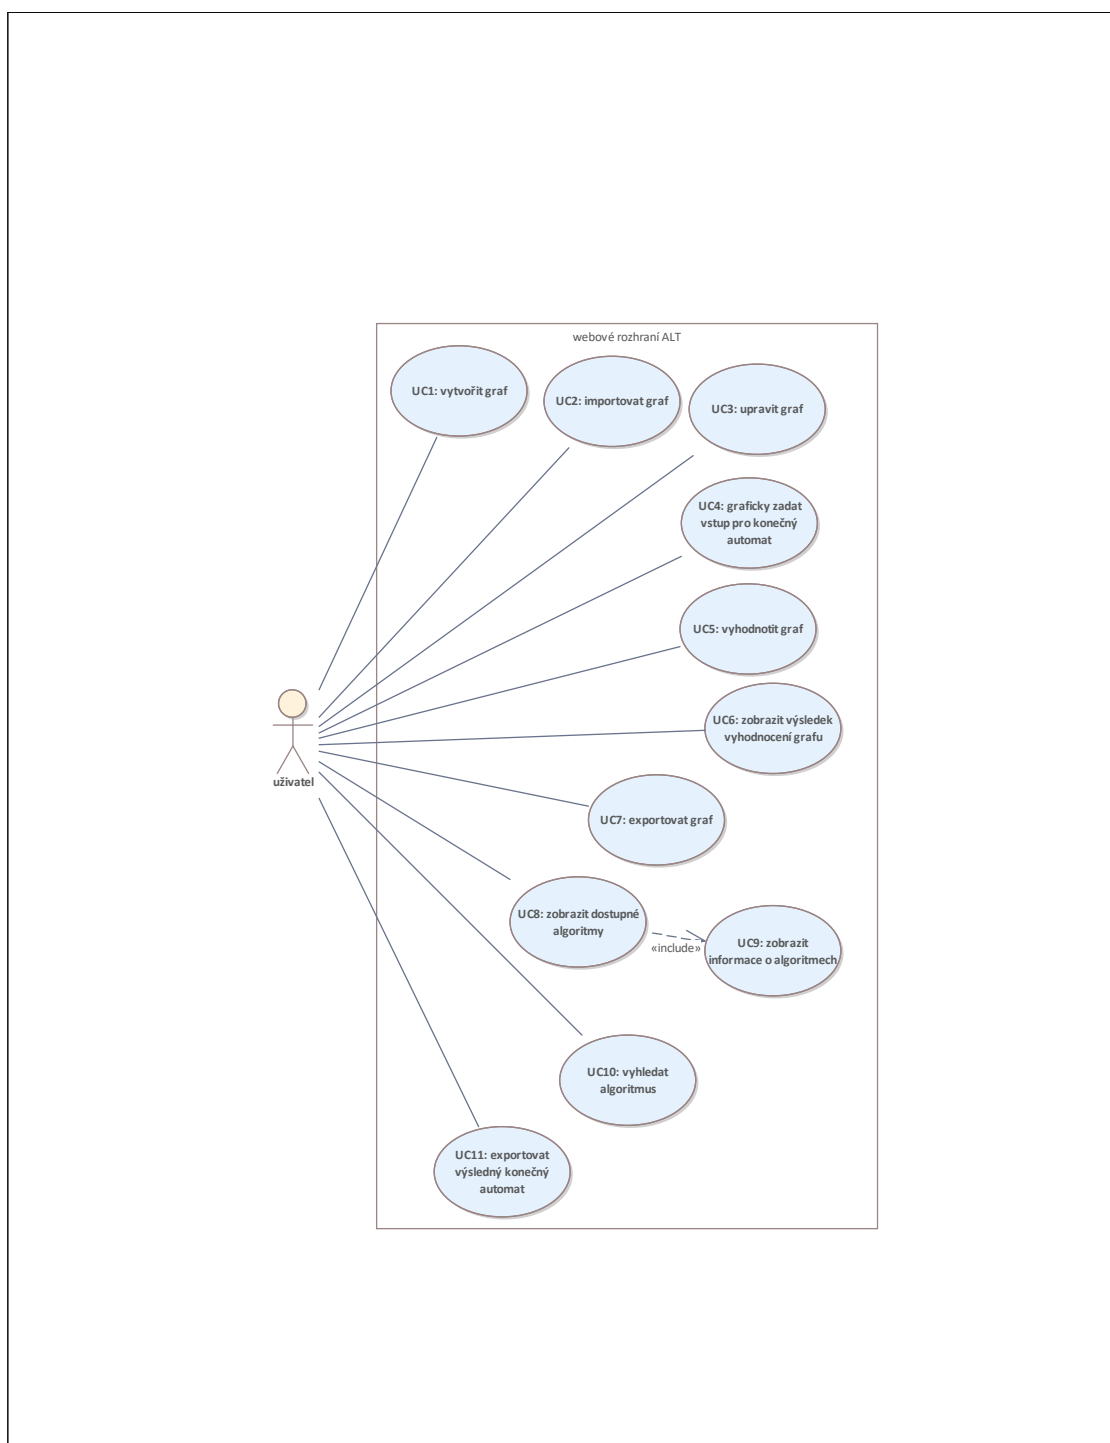 webové rozhraní ALT
UC1: vytvořit graf
UC2: importovat graf
UC3: upravit graf
UC4: graficky zadat
vstup pro konečný
automat
UC5: vyhodnotit graf
UC6: zobrazit výsledek
vyhodnocení grafu
uživatel
UC7: exportovat graf
UC8: zobrazit dostupné
algoritmy
«include»
UC9: zobrazit
informace o algoritmech
UC10: vyhledat
algoritmus
UC11: exportovat
výsledný konečný
automat